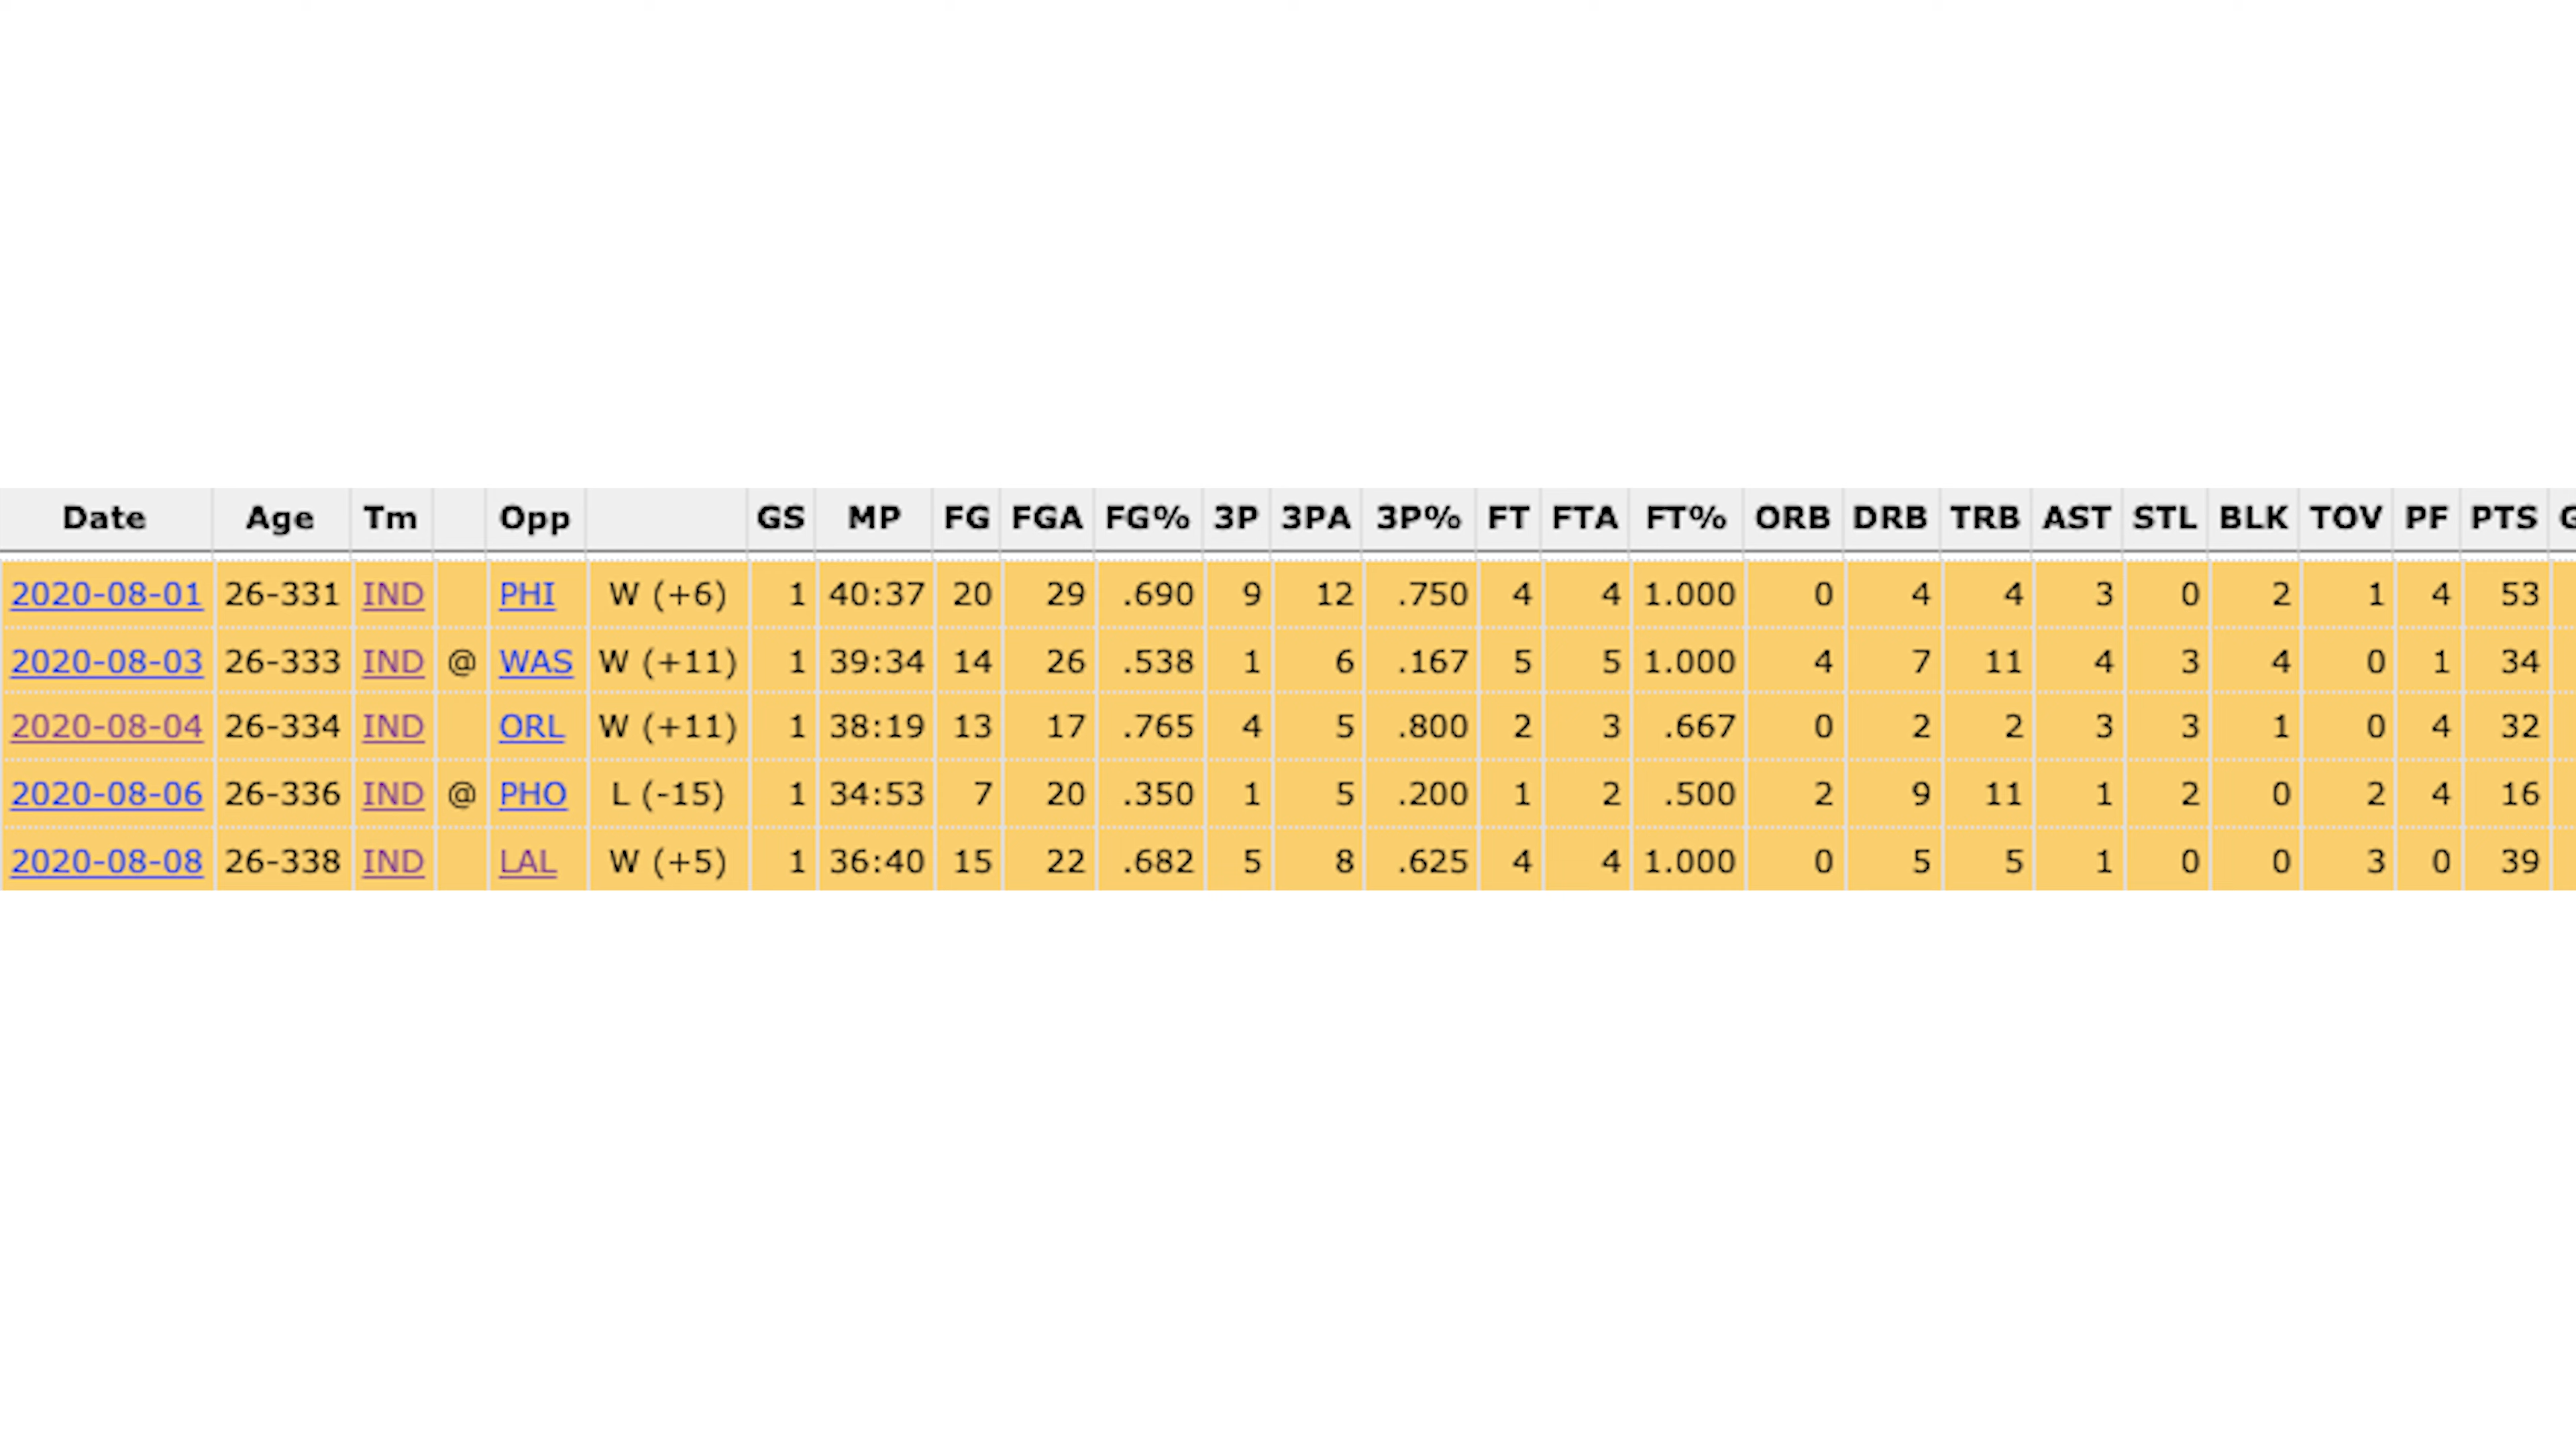 Date Age Tm Opp GS MP FG FGA FG% 3P 3PA 3P% FT FTA FT% ORB DRB TRB AST STL BLK TOV PF PTS
2020-08-01 26-331 IND PHI W (+6) 1 40:37 20 29 .690 9 12 .750 4 4 1.000 0 4 4 3 0 2 1 4 53
2020-08-03 26-333 IND @ WAS W (+11) 1 39:34 14 26 .538 1 6 .167 5 5 1.000 4 7 11 4 3 4 0 1 34
2020-08-04 26-334 IND ORL W (+11) 1 38:19 13 17 .765 4 5 .800 2 3 .667 0 2 2 3 3 1 0 4 32
2020-08-06 26-336 IND @ PHO L (-15) 1 34:53 7 20 .350 1 5 .200 1 2 .500 2 9 11 1 2 0 2 4 16
2020-08-08 26-338 IND LAL W (+5) 1 36:40 15 22 .682 5 8 .625 4 4 1.000 0 5 5 1 0 0 3 0 39